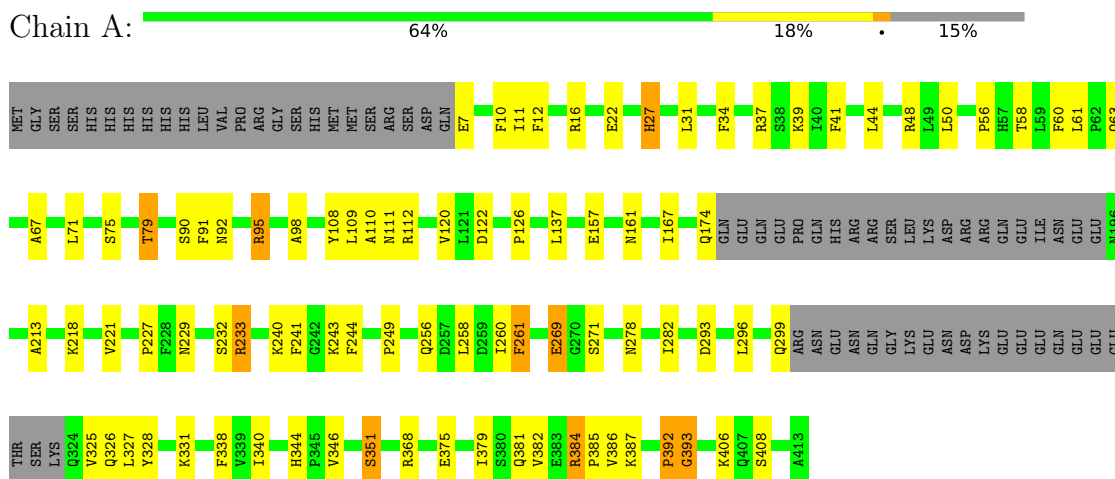 Chain A:
64% 18% • 15%
MET GLY SER SER HIS HIS HIS HIS HIS HIS LEU VAL PRO ARG GLY SER HIS MET MET SER ARG SER ASP GLN E7 F10 I11 F12 R16 E22 H27 L31 F34 R37 S38 K39 I40 F41 L44 R48 L49 L50 P56 H57 T58 L59 F60 L61 P62
A67 L71 S75 T79 S90 F91 N92 R95 A98 Y108 L109 A110 N111 R112 V120 L121 D122 P126 L137 E157 N161 I167 Q174 GLN GLU GLN GLU PRO GLN HIS ARG ARG SER LEU LYS ASP ARG ARG GLN GLU ILE ASN GLU GLU N196
A213 K218 V221 P227 F228 N229 S232 R233 K240 F241 G242 K243 F244 P249 Q256 D257 L258 D259 I260 F261 E269 G270 S271 N278 I282 D293 L296 Q299 ARG ASN GLU ASN GLN GLY LYS GLU ASN ASP LYS GLU GLU GLU GLN GLU GLU GLU
THR SER LYS Q324 V325 Q326 L327 Y328 K331 F338 V339 I340 H344 P345 V346 S351 R368 E375 I379 S380 Q381 V382 E383 R384 P385 V386 K387 P392 G393 K406 Q407 S408 A413